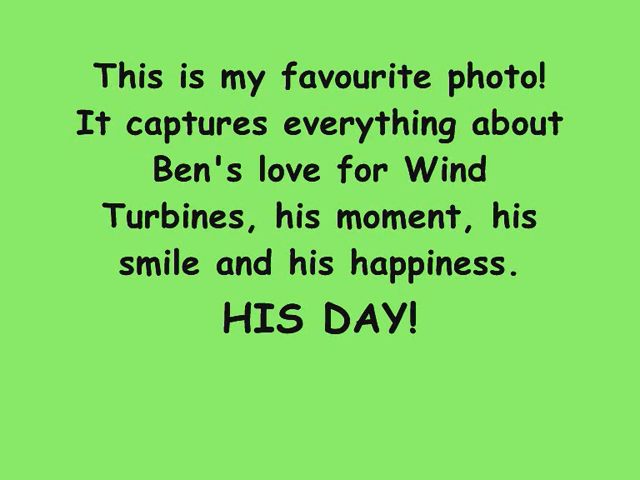 This is my favourite photo!
It captures everything about
Ben's love for Wind
Turbines, his moment, his
smile and his happiness.
HIS DAY!